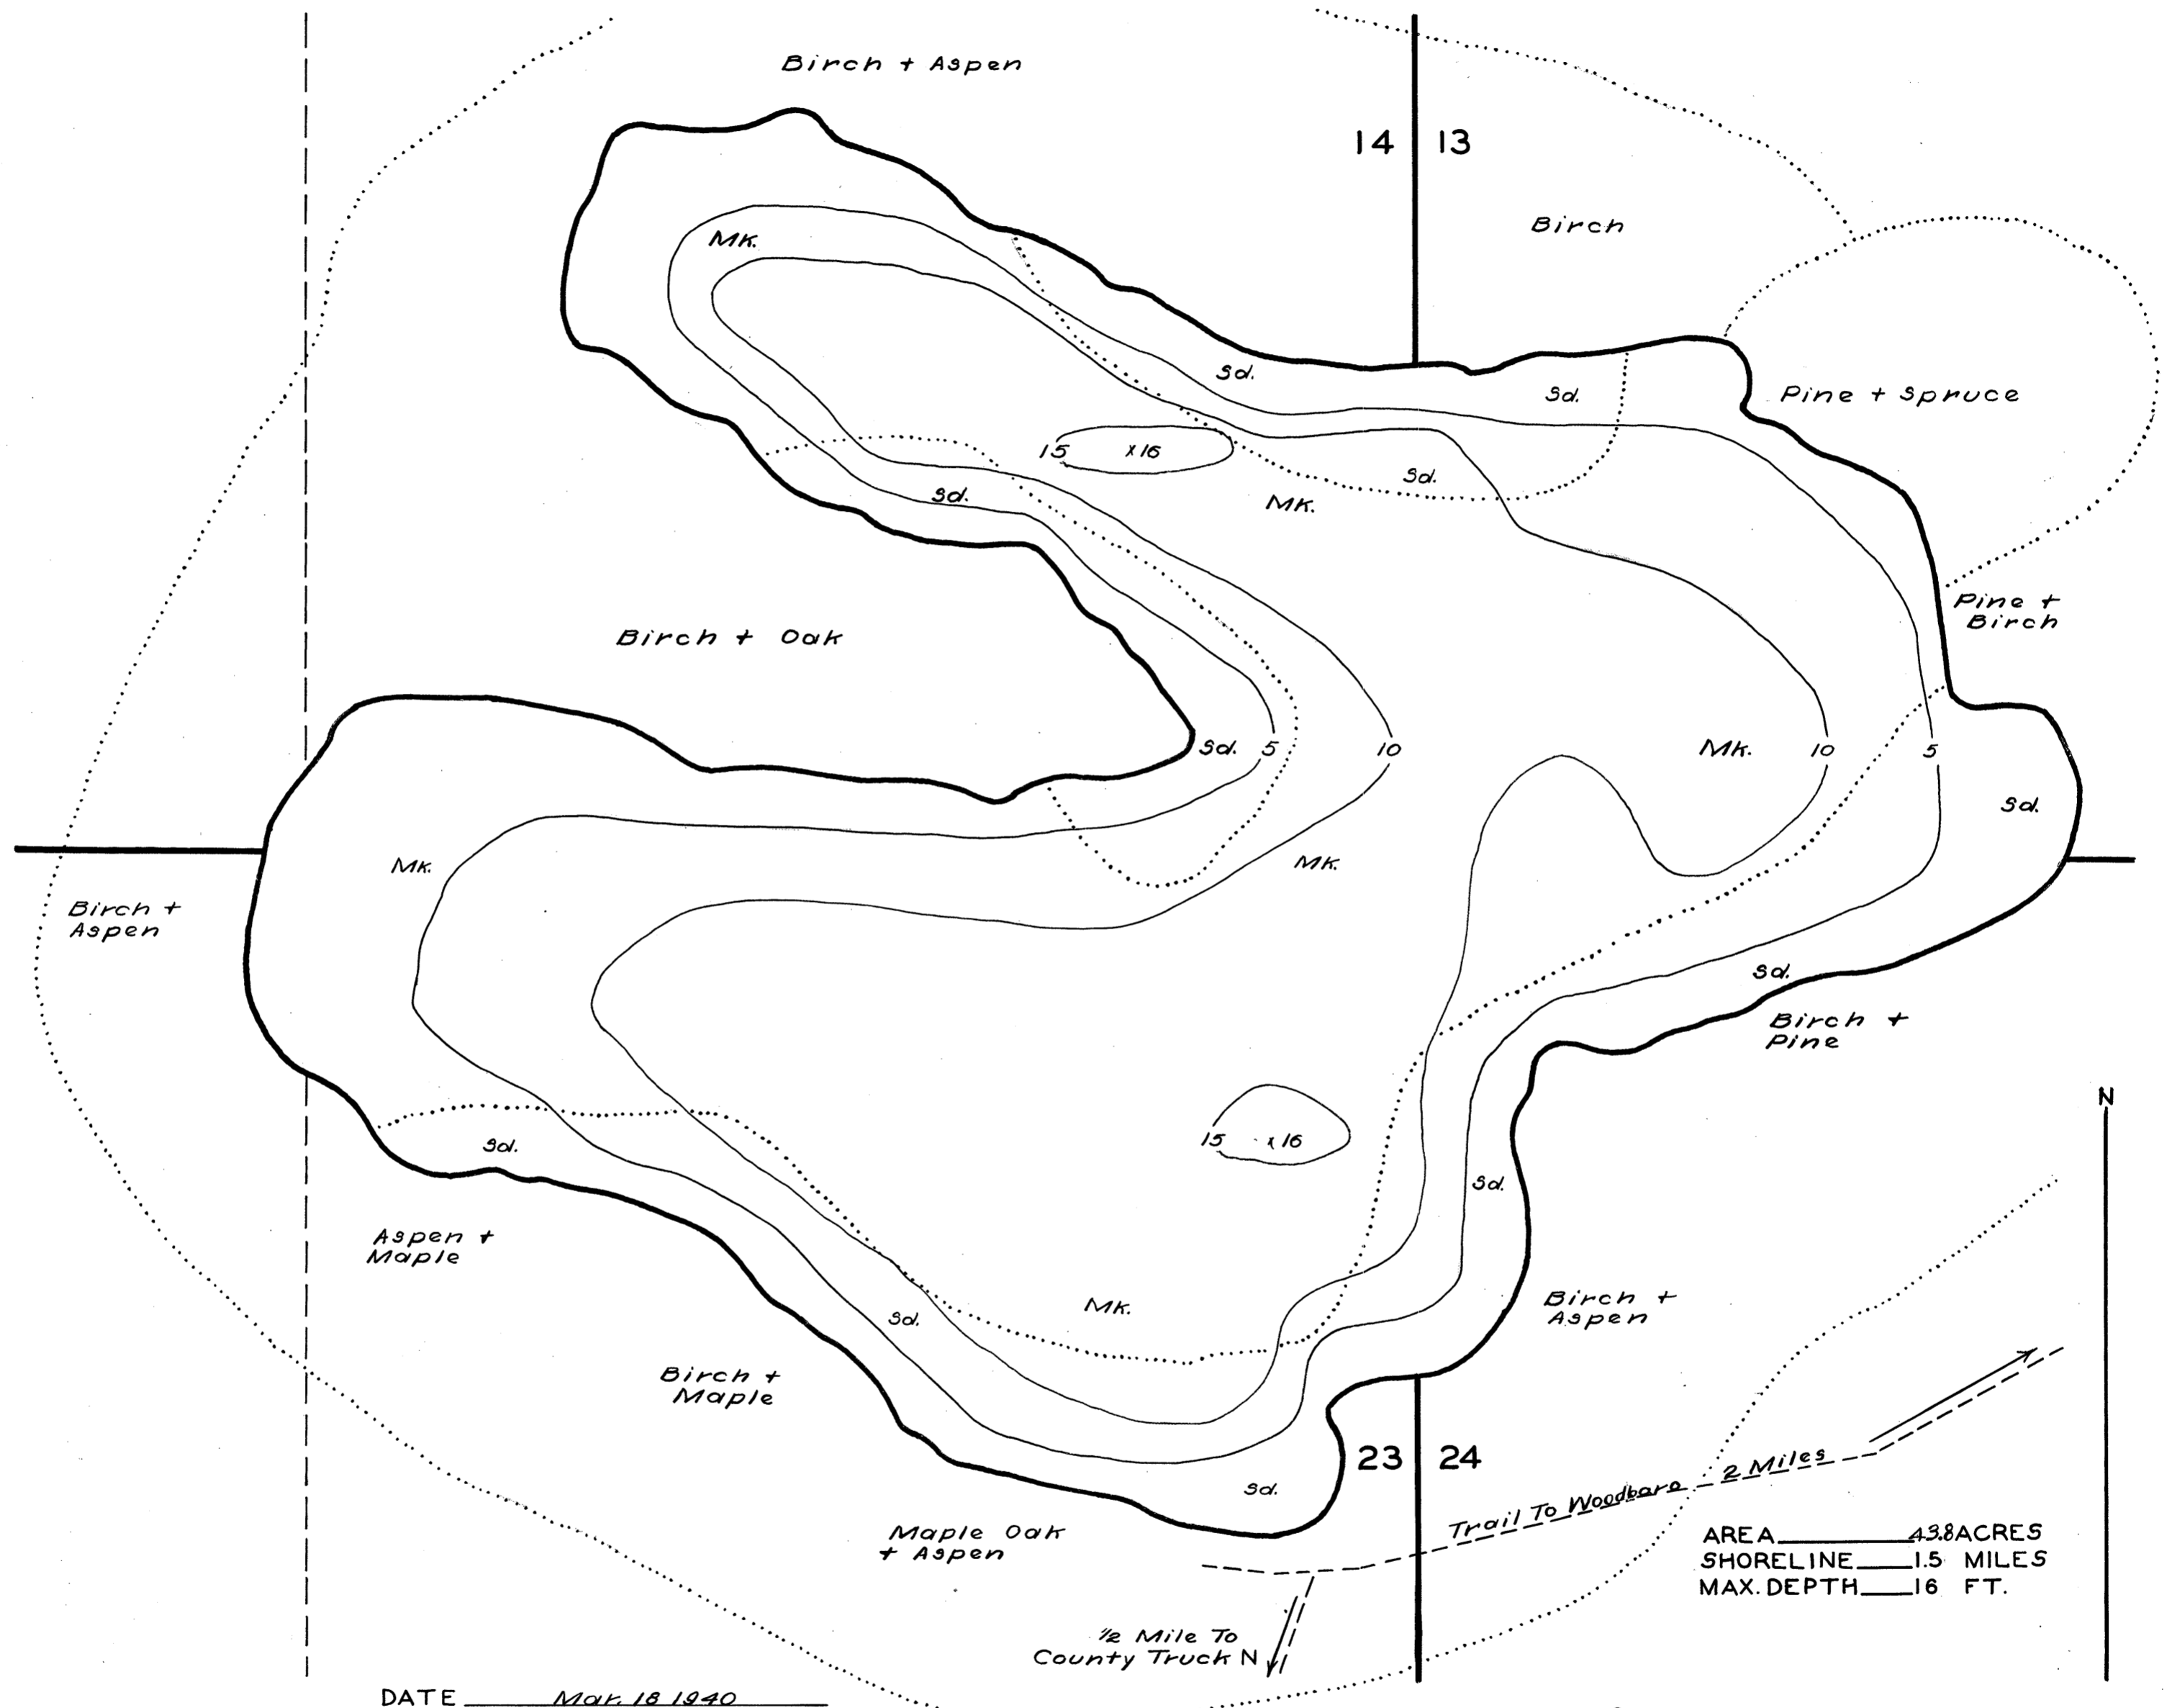 Birch + Aspen
14 13
Birch
Mk.
Sd.
Sd.
Pine + Spruce
15 x16
Sd.
Sd.
Mk.
Pine +
Birch
Birch + Oak
Sd. 5
10
Mk.
10
5
Sd.
Mk.
Mk.
Birch +
Aspen
Sd.
Birch +
Pine
N
15 x 16
Sd.
Sd.
Aspen +
Maple
Mk.
Sd.
Birch +
Aspen
Birch +
Maple
23 24
Sd.
Trail To Woodboro 2 Miles
Maple Oak
+ Aspen
AREA 43.8 ACRES
SHORELINE 1.5 MILES
MAX. DEPTH 16 FT.
1/2 Mile To
County Truck N
DATE Mar. 18 1940